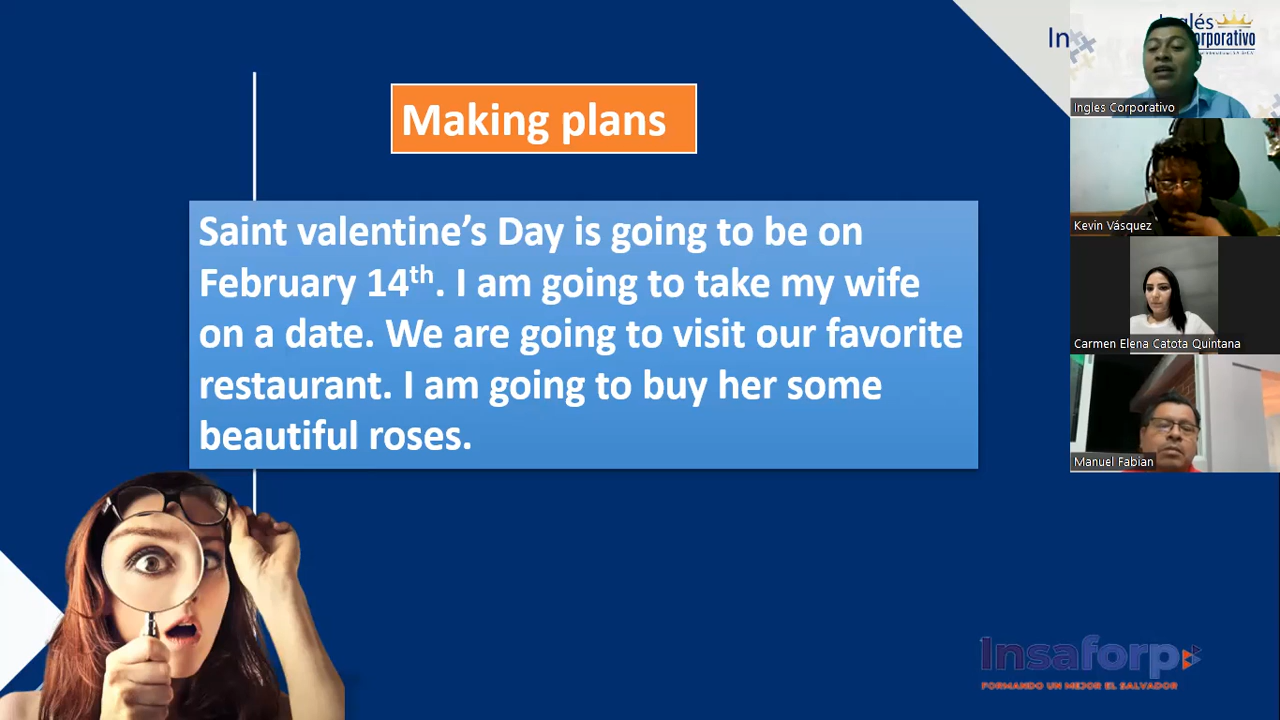 Making plans
Saint valentine's Day is going to be on
February 14th. I am going to take my wife
on a date. We are going to visit our favorite
restaurant. I am going to buy her some
beautiful roses.
Inglés
Corporativo
Ingles Corporativo
Kevin Vásquez
Carmen Elena Catota Quintana
Manuel Fabian
Insaforp
FORMANDO UN MEJOR EL SALVADOR